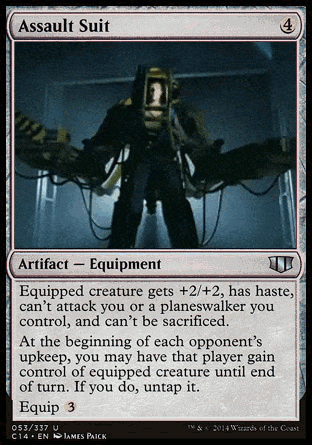 Assault Suit 4
Artifact — Equipment
Equipped creature gets +2/+2, has haste,
can't attack you or a planeswalker you
control, and can't be sacrificed.
At the beginning of each opponent's
upkeep, you may have that player gain
control of equipped creature until end
of turn. If you do, untap it.
Equip 3
053/337 U
C14 • EN James Paick
™ & © 2014 Wizards of the Coast